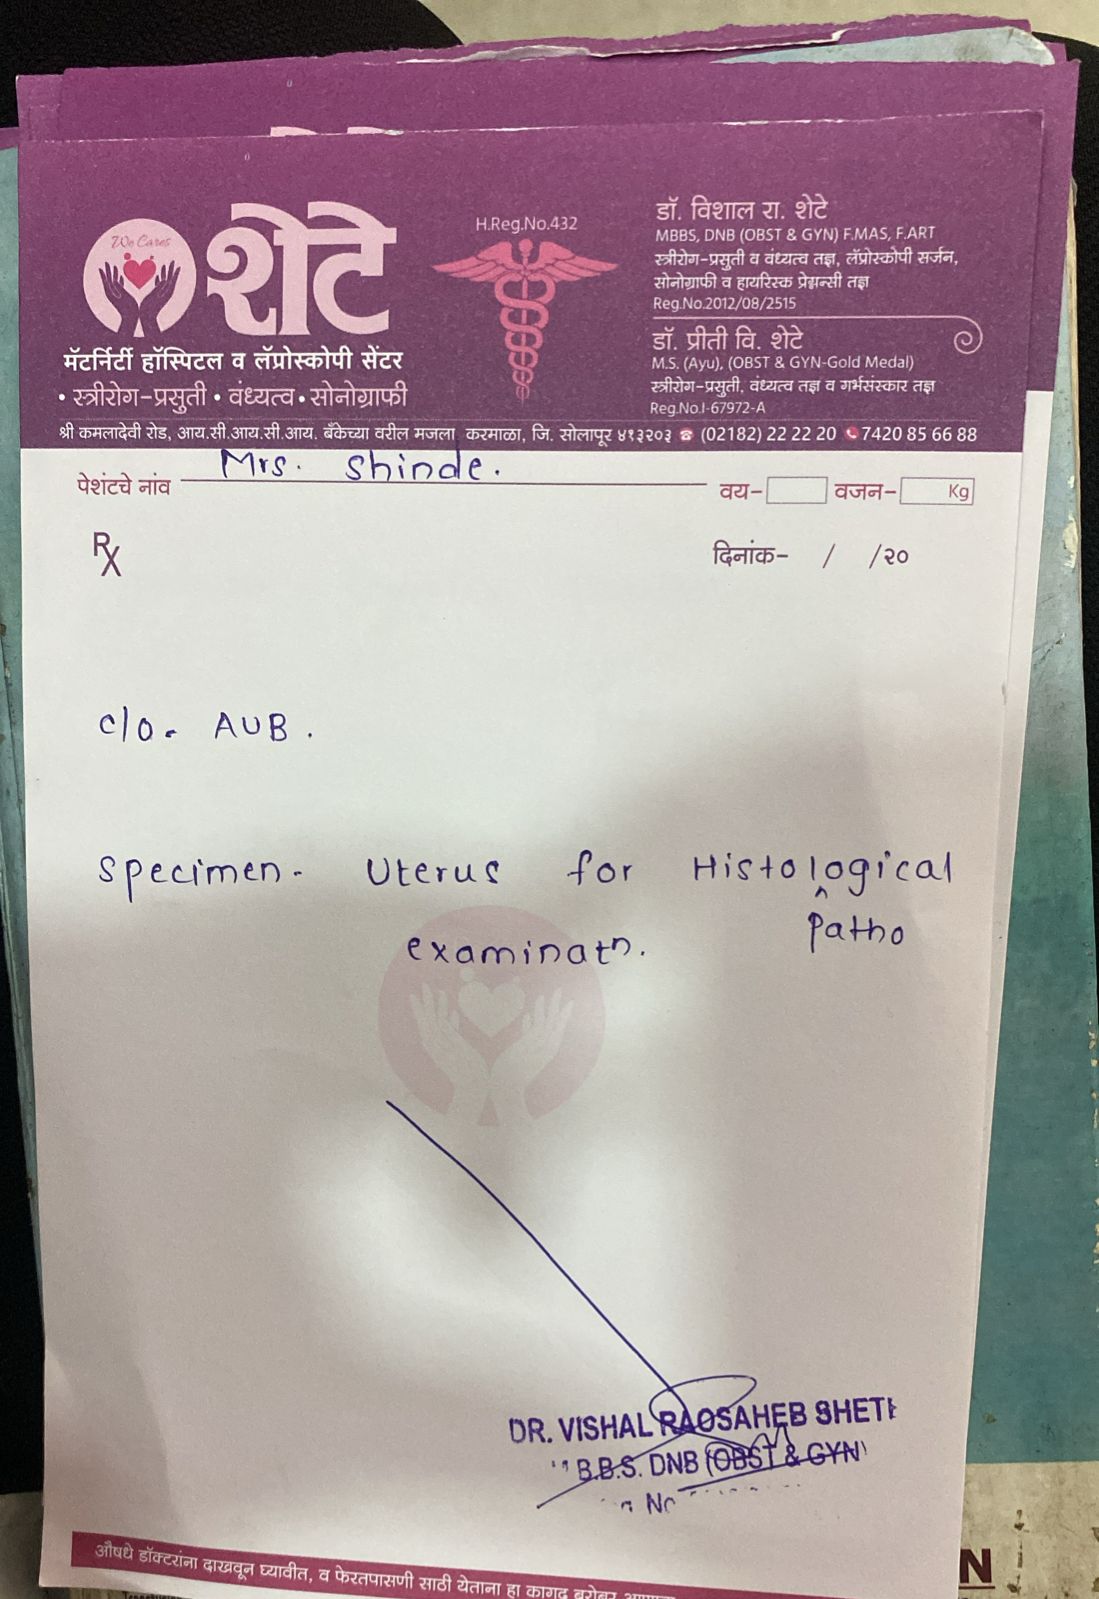 We Cares
शेटे
मॅटर्निटी हॉस्पिटल व लॅप्रोस्कोपी सेंटर
• स्त्रीरोग-प्रसुती • वंध्यत्व • सोनोग्राफी
H.Reg.No.432
डॉ. विशाल रा. शेटे
MBBS, DNB (OBST & GYN) F.MAS, F.ART
स्त्रीरोग-प्रसुती व वंध्यत्व तज्ञ, लॅप्रोस्कोपी सर्जन,
सोनोग्राफी व हायरिस्क प्रेग्नन्सी तज्ञ
Reg.No.2012/08/2515
डॉ. प्रीती वि. शेटे
M.S. (Ayu), (OBST & GYN-Gold Medal)
स्त्रीरोग-प्रसुती, वंध्यत्व तज्ञ व गर्भसंस्कार तज्ञ
Reg.No.I-67972-A
श्री कमलादेवी रोड, आय.सी.आय.सी.आय. बँकेच्या वरील मजला, करमाळा, जि. सोलापूर ४१३२०३ ☎ (02182) 22 22 20 7420 85 66 88
पेशंटचे नांव Mrs. Shinde. वय- वजन- Kg
Rx
दिनांक- / /२०
c/o. AUB.
Specimen - Uterus for Histological
Patho
examinatn.
DR. VISHAL RAOSAHEB SHETE
B.B.S. DNB (OBST & GYN)
No
औषधे डॉक्टरांना दाखवून घ्यावीत, व फेरतपासणी साठी येताना हा कागद बरोबर
N